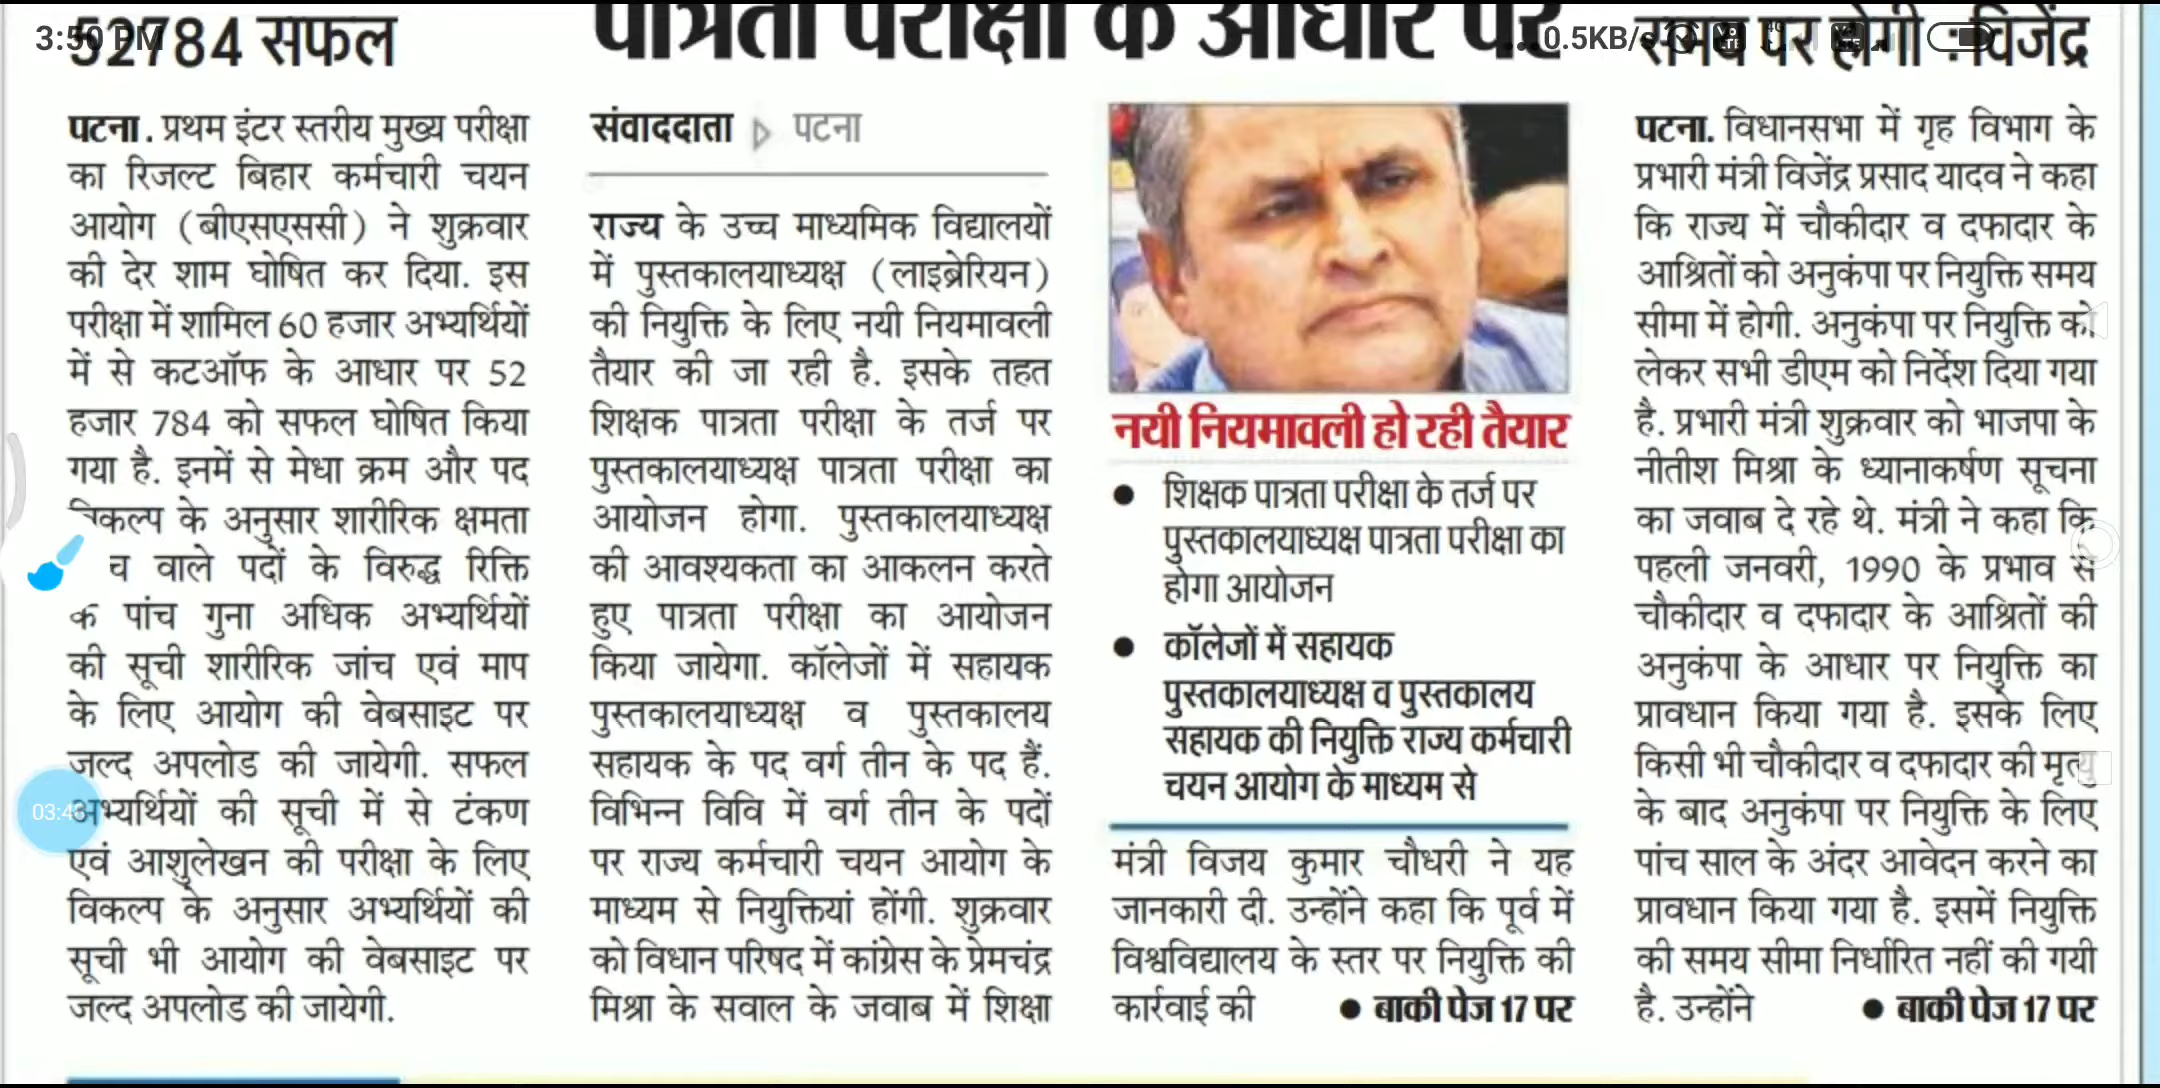 3:50 PM
...0.5KB/s
52784 सफल
पटना. प्रथम इंटर स्तरीय मुख्य परीक्षा
का रिजल्ट बिहार कर्मचारी चयन
आयोग (बीएसएससी) ने शुक्रवार
की देर शाम घोषित कर दिया. इस
परीक्षा में शामिल 60 हजार अभ्यर्थियों
में से कटऑफ के आधार पर 52
हजार 784 को सफल घोषित किया
गया है. इनमें से मेधा क्रम और पद
के अनुसार शारीरिक क्षमता
वाले पदों के विरुद्ध रिक्ति
पांच गुना अधिक अभ्यर्थियों
की सूची शारीरिक जांच एवं माप
के लिए आयोग की वेबसाइट पर
जल्द अपलोड की जायेगी. सफल
अभ्यर्थियों की सूची में से टंकण
एवं आशुलेखन की परीक्षा के लिए
विकल्प के अनुसार अभ्यर्थियों की
सूची भी आयोग की वेबसाइट पर
जल्द अपलोड की जायेगी.
03:48
पात्रता परीक्षा के आधार पर
संवाददाता ▷ पटना
राज्य के उच्च माध्यमिक विद्यालयों
में पुस्तकालयाध्यक्ष (लाइब्रेरियन)
की नियुक्ति के लिए नयी नियमावली
तैयार की जा रही है. इसके तहत
शिक्षक पात्रता परीक्षा के तर्ज पर
पुस्तकालयाध्यक्ष पात्रता परीक्षा का
आयोजन होगा. पुस्तकालयाध्यक्ष
की आवश्यकता का आकलन करते
हुए पात्रता परीक्षा का आयोजन
किया जायेगा. कॉलेजों में सहायक
पुस्तकालयाध्यक्ष व पुस्तकालय
सहायक के पद वर्ग तीन के पद हैं.
विभिन्न विवि में वर्ग तीन के पदों
पर राज्य कर्मचारी चयन आयोग के
माध्यम से नियुक्तियां होंगी. शुक्रवार
को विधान परिषद में कांग्रेस के प्रेमचंद्र
मिश्रा के सवाल के जवाब में शिक्षा
नयी नियमावली हो रही तैयार
● शिक्षक पात्रता परीक्षा के तर्ज पर
पुस्तकालयाध्यक्ष पात्रता परीक्षा का
होगा आयोजन
● कॉलेजों में सहायक
पुस्तकालयाध्यक्ष व पुस्तकालय
सहायक की नियुक्ति राज्य कर्मचारी
चयन आयोग के माध्यम से
मंत्री विजय कुमार चौधरी ने यह
जानकारी दी. उन्होंने कहा कि पूर्व में
विश्वविद्यालय के स्तर पर नियुक्ति की
कार्रवाई की ● बाकी पेज 17 पर
समय पर होगी : विजेंद्र
पटना. विधानसभा में गृह विभाग के
प्रभारी मंत्री विजेंद्र प्रसाद यादव ने कहा
कि राज्य में चौकीदार व दफादार के
आश्रितों को अनुकंपा पर नियुक्ति समय
सीमा में होगी. अनुकंपा पर नियुक्ति को
लेकर सभी डीएम को निर्देश दिया गया
है. प्रभारी मंत्री शुक्रवार को भाजपा के
नीतीश मिश्रा के ध्यानाकर्षण सूचना
का जवाब दे रहे थे. मंत्री ने कहा कि
पहली जनवरी, 1990 के प्रभाव से
चौकीदार व दफादार के आश्रितों की
अनुकंपा के आधार पर नियुक्ति का
प्रावधान किया गया है. इसके लिए
किसी भी चौकीदार व दफादार की मृत्यु
के बाद अनुकंपा पर नियुक्ति के लिए
पांच साल के अंदर आवेदन करने का
प्रावधान किया गया है. इसमें नियुक्ति
की समय सीमा निर्धारित नहीं की गयी
है. उन्होंने ● बाकी पेज 17 पर